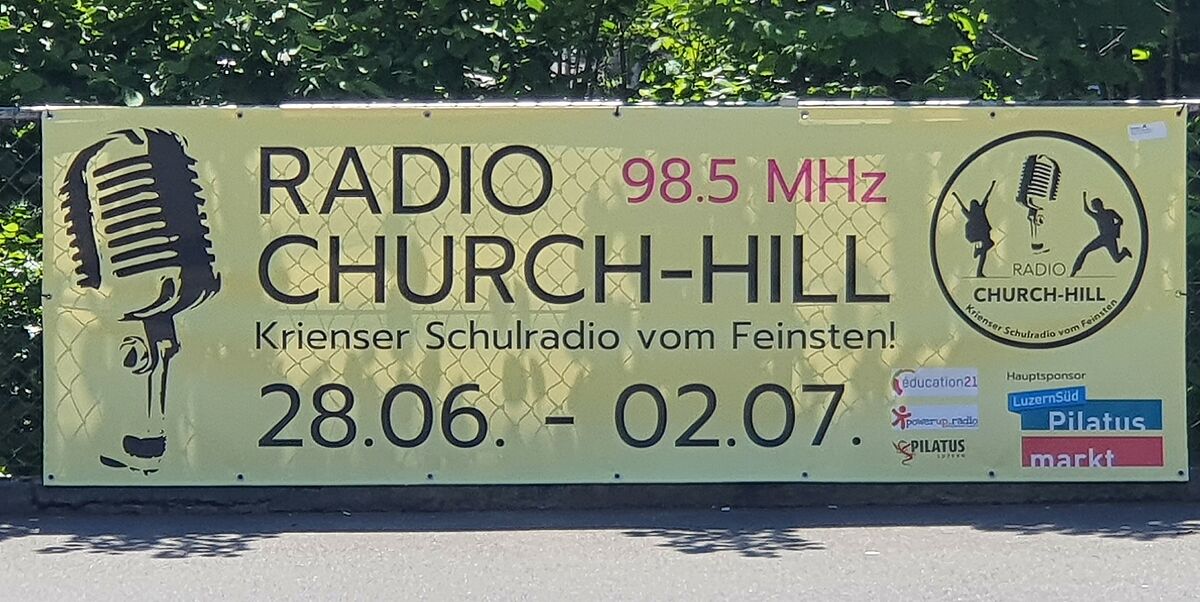 RADIO 98.5 MHz
CHURCH-HILL
Krienser Schulradio vom Feinsten!
28.06. - 02.07.
RADIO
CHURCH-HILL
Krienser Schulradio vom Feinsten
éducation21
powerup.radio
PILATUS
Hauptsponsor
LuzernSüd
Pilatus
markt